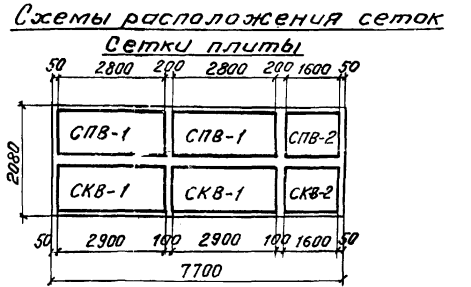 Схемы расположения сеток
Сетки плиты
50 2800 200 2800 200 1600 50
СПВ-1 СПВ-1 СПВ-2
2080
СКВ-1 СКВ-1 СКВ-2
50 2900 100 2900 100 1600 50
7700